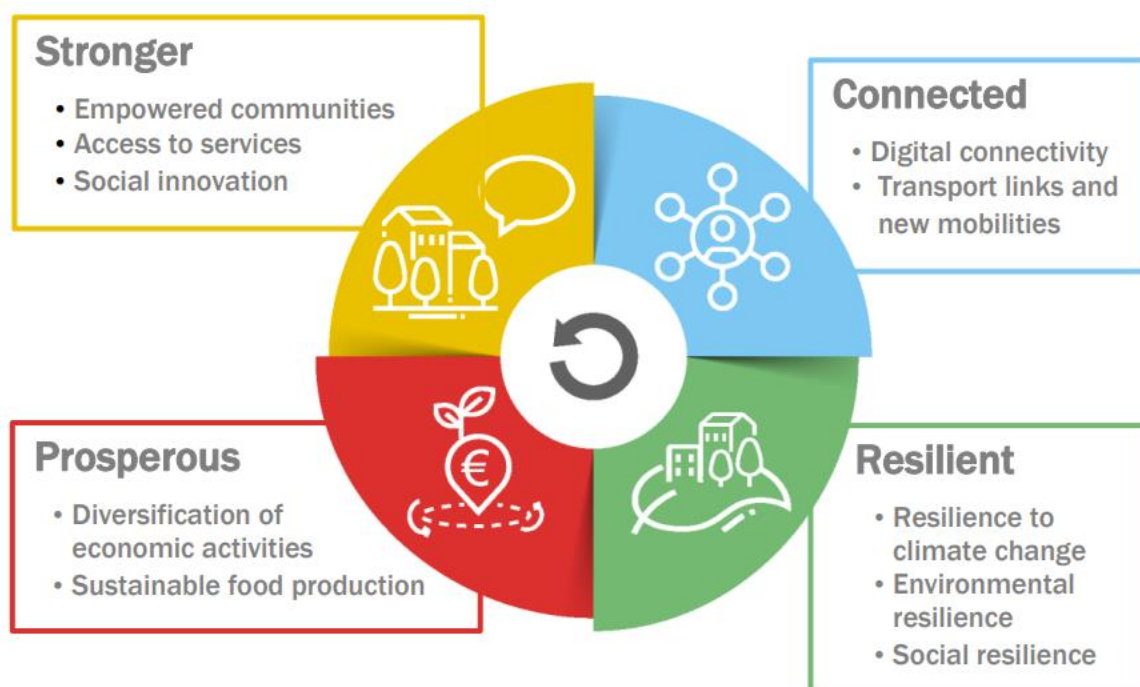 Stronger
• Empowered communities
• Access to services
• Social innovation
Connected
• Digital connectivity
• Transport links and
new mobilities
Prosperous
• Diversification of
economic activities
• Sustainable food production
€
Resilient
• Resilience to
climate change
• Environmental
resilience
• Social resilience